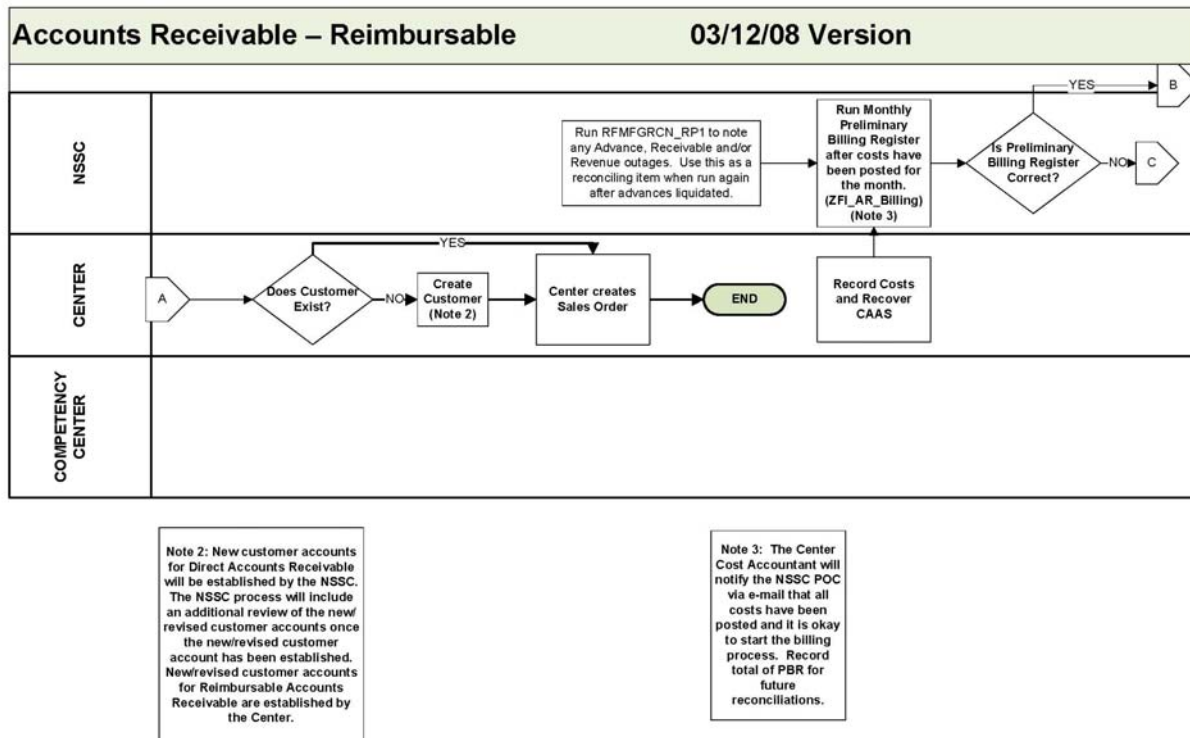 Accounts Receivable – Reimbursable 03/12/08 Version
YES
B
NSSC
Run RFMFGRCN_RP1 to note
any Advance, Receivable and/or
Revenue outages. Use this as a
reconciling item when run again
after advances liquidated.
Run Monthly
Preliminary
Billing Register
after costs have
been posted for
the month.
(ZFI_AR_Billing)
(Note 3)
Is Preliminary
Billing Register
Correct?
NO
C
CENTER
A
Does Customer
Exist?
YES
NO
Create
Customer
(Note 2)
Center creates
Sales Order
END
Record Costs
and Recover
CAAS
COMPETENCY
CENTER
Note 2: New customer accounts
for Direct Accounts Receivable
will be established by the NSSC.
The NSSC process will include
an additional review of the new/
revised customer accounts once
the new/revised customer
account has been established.
New/revised customer accounts
for Reimbursable Accounts
Receivable are established by
the Center.
Note 3: The Center
Cost Accountant will
notify the NSSC POC
via e-mail that all
costs have been
posted and it is okay
to start the billing
process. Record
total of PBR for
future
reconciliations.